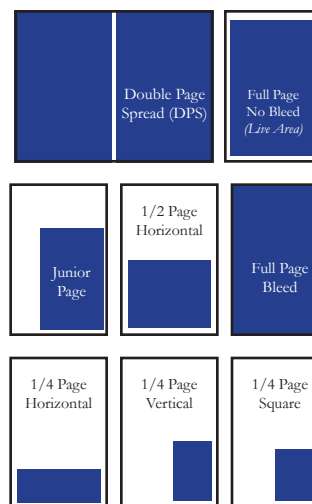 Double Page
Spread (DPS)
Full Page
No Bleed
(Live Area)
Junior
Page
1/2 Page
Horizontal
Full Page
Bleed
1/4 Page
Horizontal
1/4 Page
Vertical
1/4 Page
Square